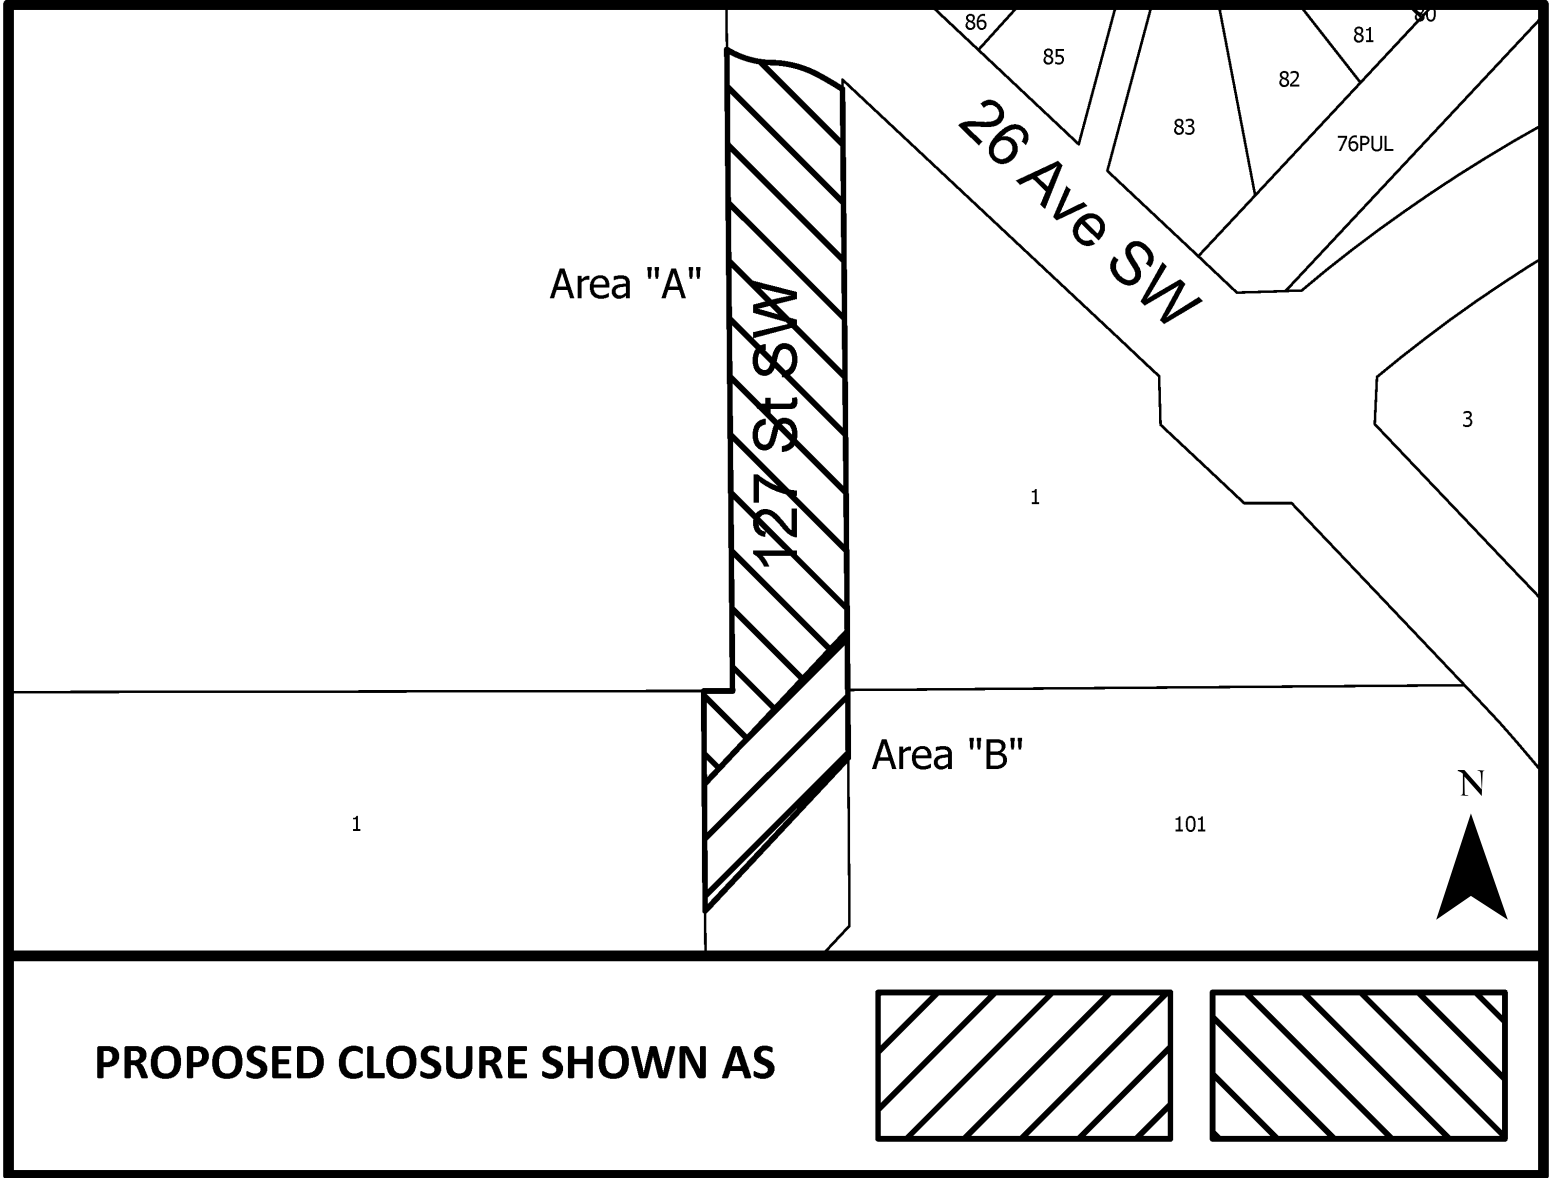 86
85
81
80
82
83
76PUL
26 Ave SW
Area "A"
127 St SW
3
1
Area "B"
N
1
101
PROPOSED CLOSURE SHOWN AS